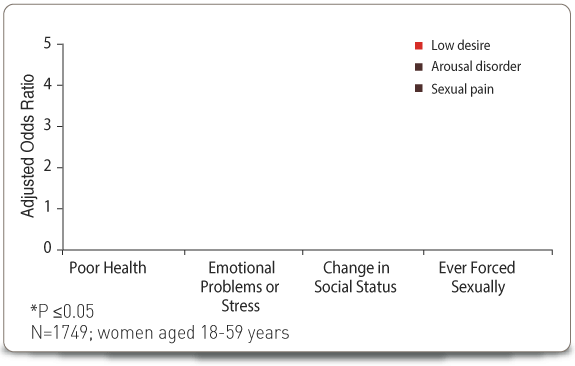 5
Low desire
4
Arousal disorder
Sexual pain
3
2
1
0
Adjusted Odds Ratio
Poor Health
Emotional
Problems or
Stress
Change in
Social Status
Ever Forced
Sexually
*P ≤0.05
N=1749; women aged 18-59 years